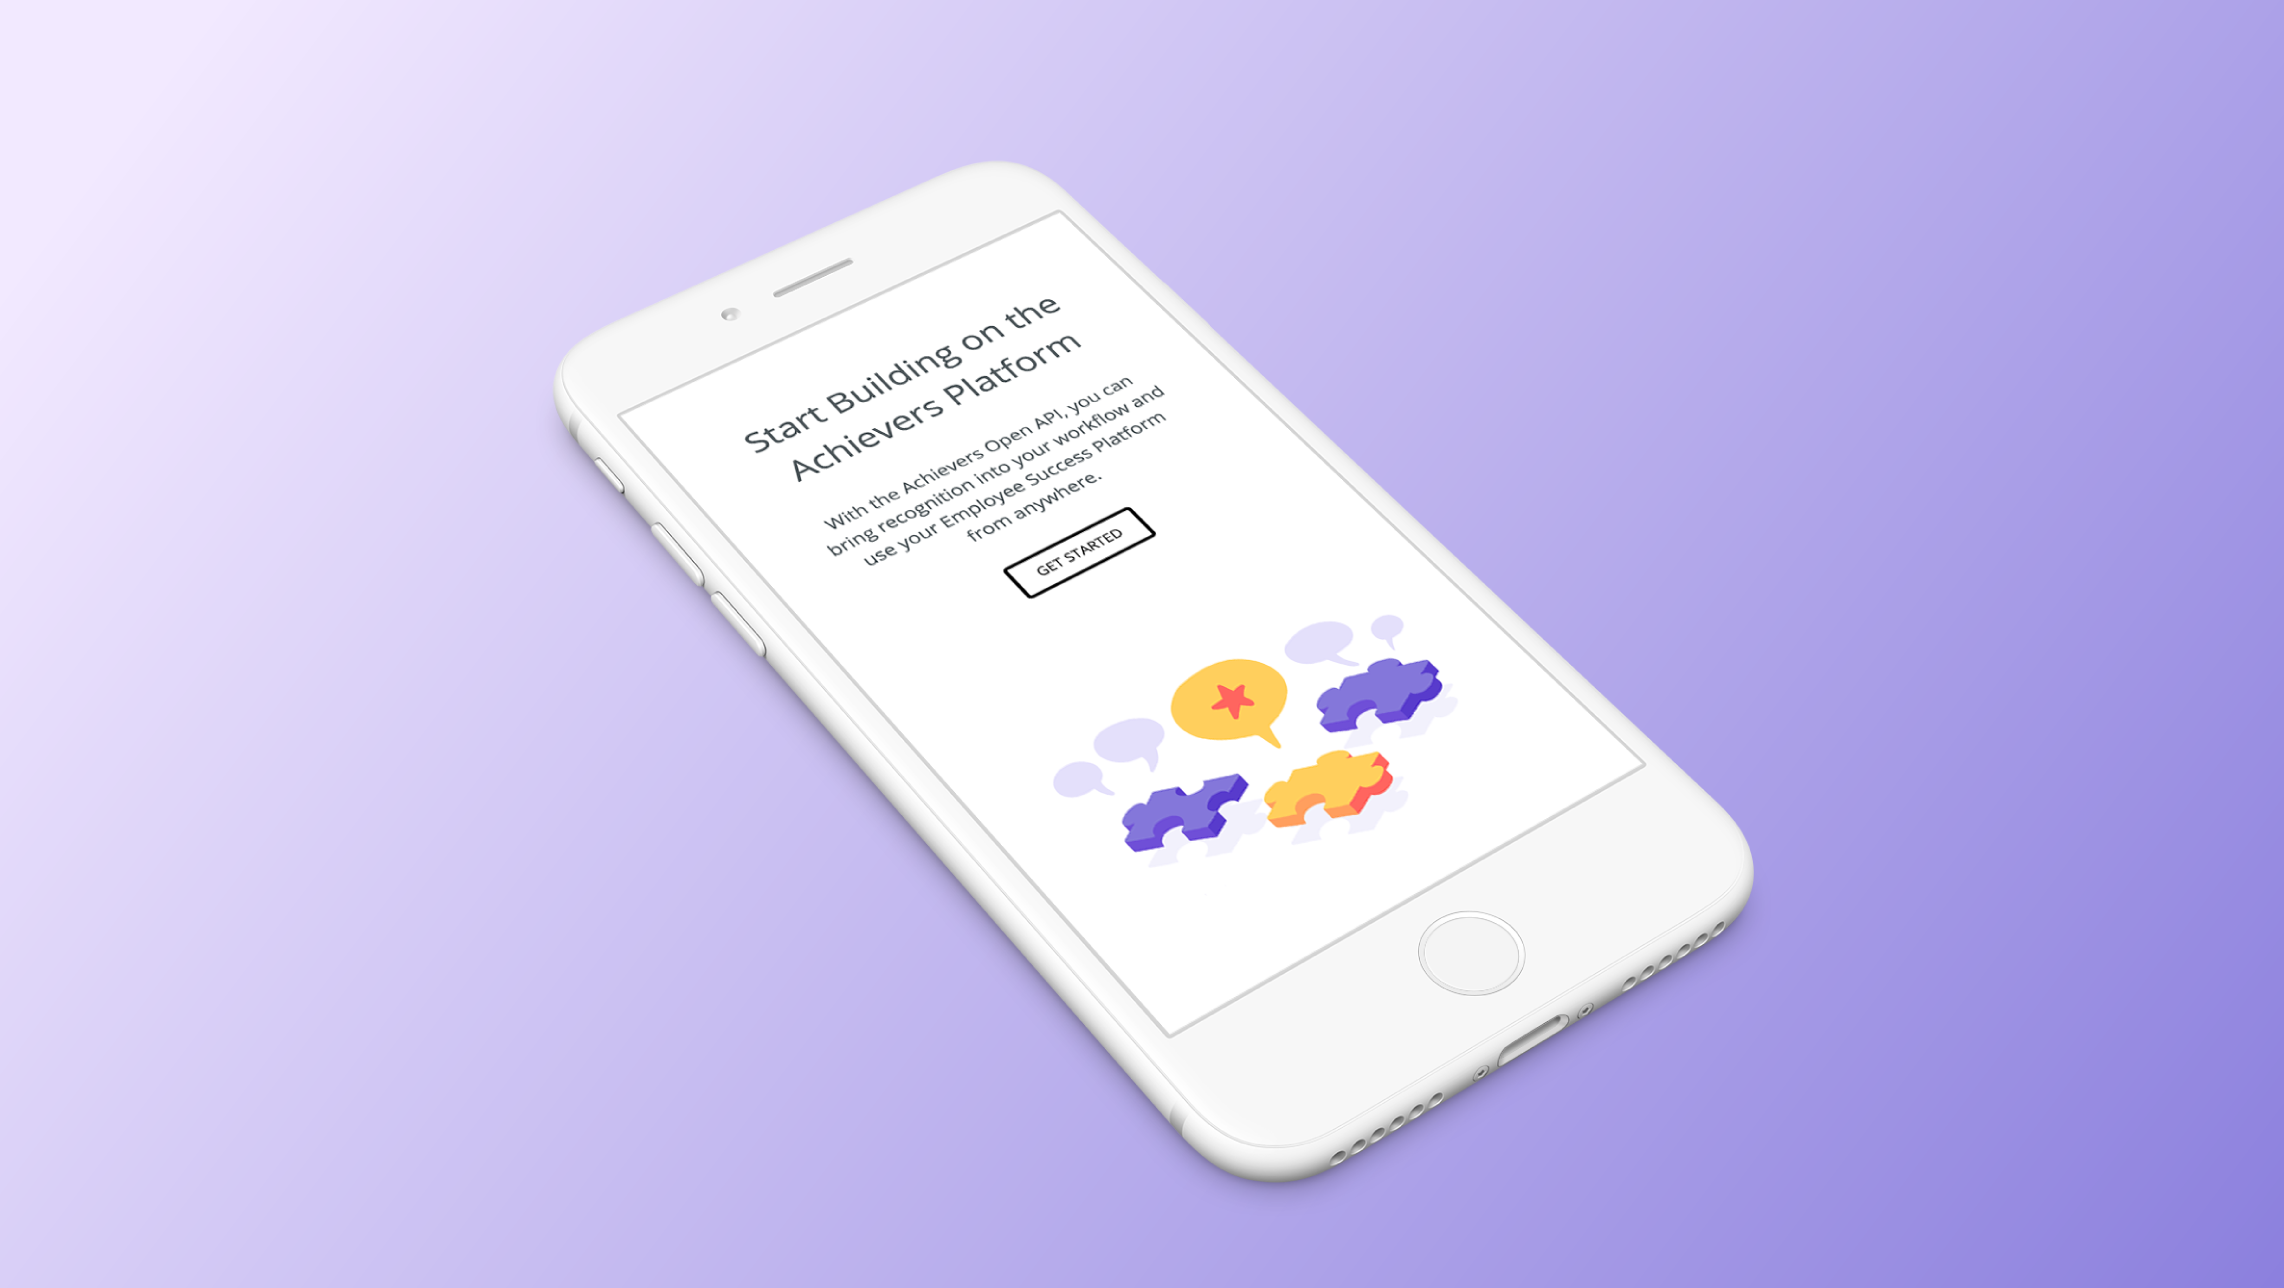 Start Building on the
Achievers Platform
With the Achievers Open API, you can
bring recognition into your workflow and
use your Employee Success Platform
from anywhere.
GET STARTED